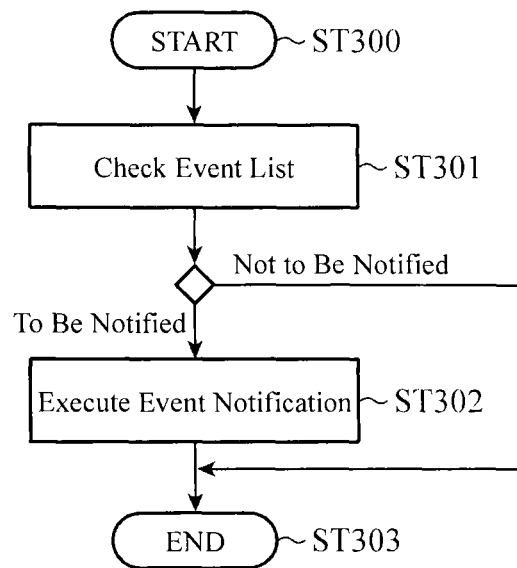 START
ST300
Check Event List
ST301
Not to Be Notified
To Be Notified
Execute Event Notification
ST302
END
ST303